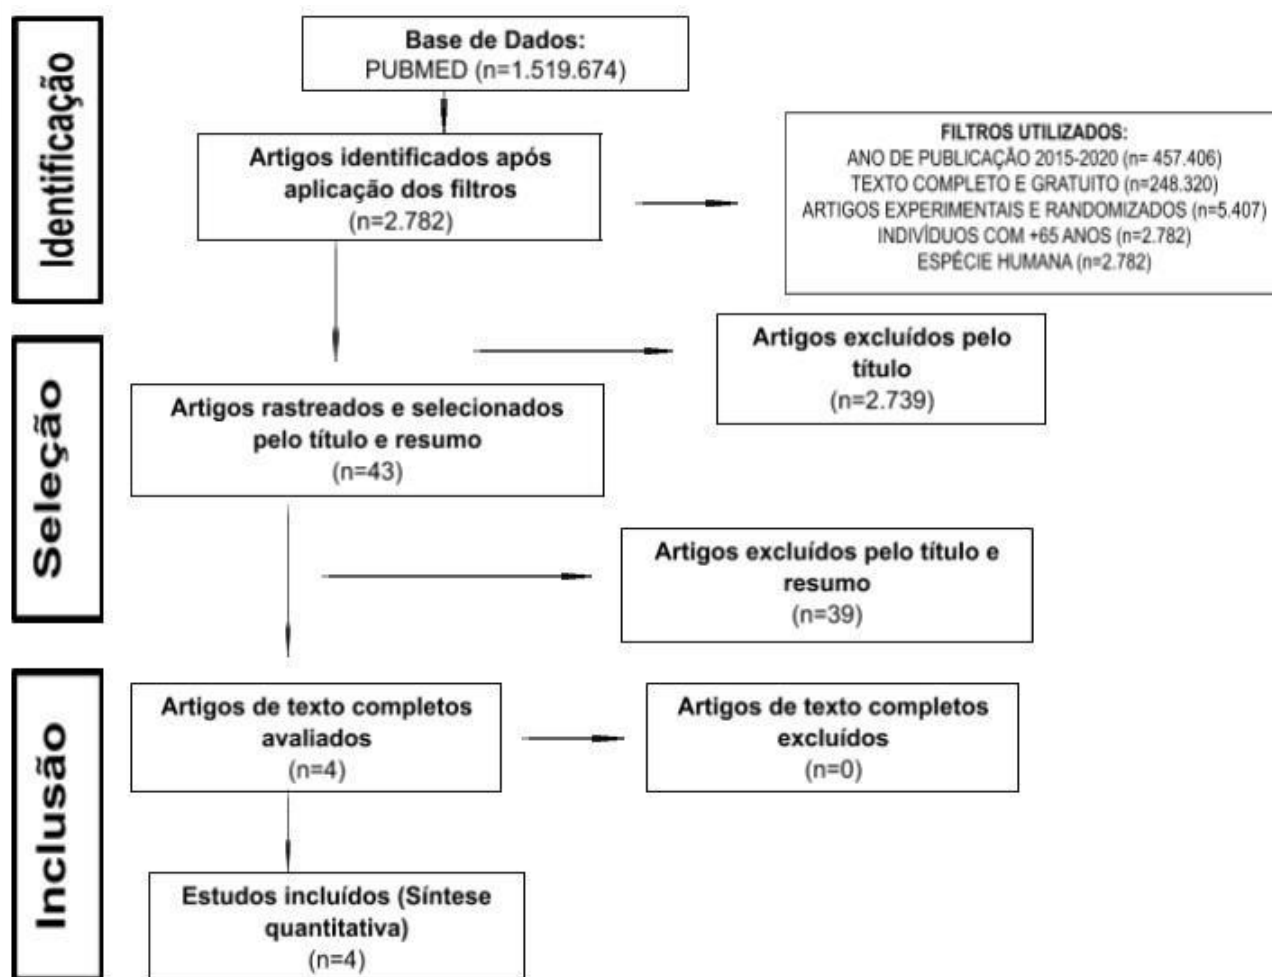 Identificação
Base de Dados:
PUBMED (n=1.519.674)
Artigos identificados após
aplicação dos filtros
(n=2.782)
FILTROS UTILIZADOS:
ANO DE PUBLICAÇÃO 2015-2020 (n= 457.406)
TEXTO COMPLETO E GRATUITO (n=248.320)
ARTIGOS EXPERIMENTAIS E RANDOMIZADOS (n=5.407)
INDIVÍDUOS COM +65 ANOS (n=2.782)
ESPÉCIE HUMANA (n=2.782)
Seleção
Artigos excluídos pelo
título
(n=2.739)
Artigos rastreados e selecionados
pelo título e resumo
(n=43)
Artigos excluídos pelo título e
resumo
(n=39)
Inclusão
Artigos de texto completos
avaliados
(n=4)
Artigos de texto completos
excluídos
(n=0)
Estudos incluídos (Síntese
quantitativa)
(n=4)